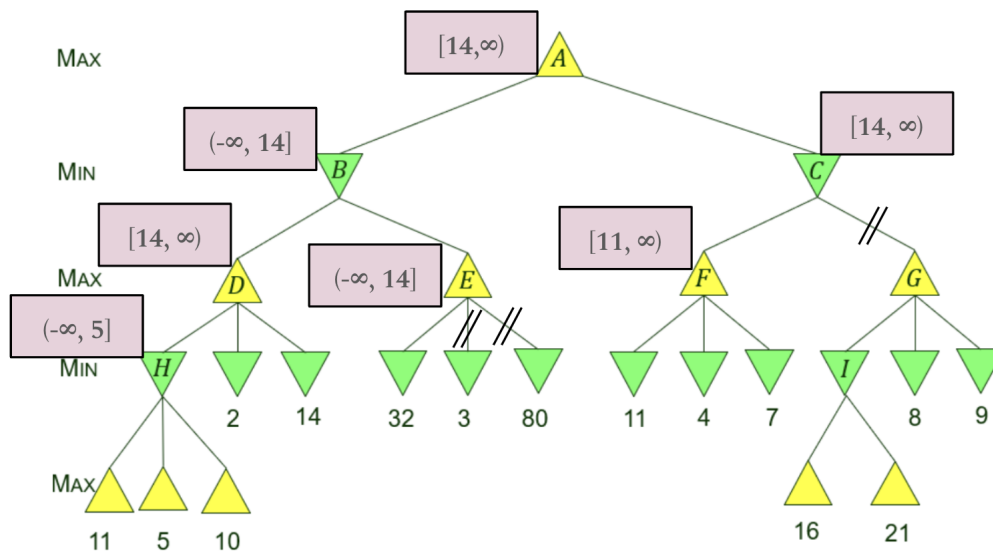 [14,∞)
MAX A
(-∞, 14] [14, ∞)
MIN B C
[14, ∞) (-∞, 14] [11, ∞)
MAX D E F G
(-∞, 5]
MIN H I
2 14 32 3 80 11 4 7 8 9
MAX
11 5 10 16 21